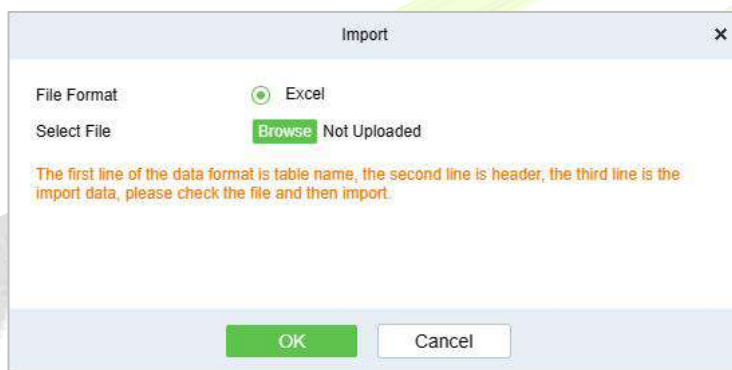 Import
File Format Excel
Select File Browse Not Uploaded
The first line of the data format is table name, the second line is header, the third line is the
import data, please check the file and then import.
OK Cancel